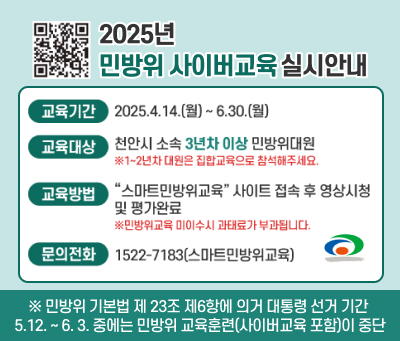 2025년
민방위 사이버교육 실시안내
교육기간 2025.4.14.(월) ~ 6.30.(월)
교육대상 천안시 소속 3년차 이상 민방위대원
※1~2년차 대원은 집합교육으로 참석해주세요.
교육방법 “스마트민방위교육” 사이트 접속 후 영상시청
및 평가완료
※민방위교육 미이수시 과태료가 부과됩니다.
문의전화 1522-7183(스마트민방위교육)
※ 민방위 기본법 제 23조 제6항에 의거 대통령 선거 기간
5.12. ~ 6. 3. 중에는 민방위 교육훈련(사이버교육 포함)이 중단